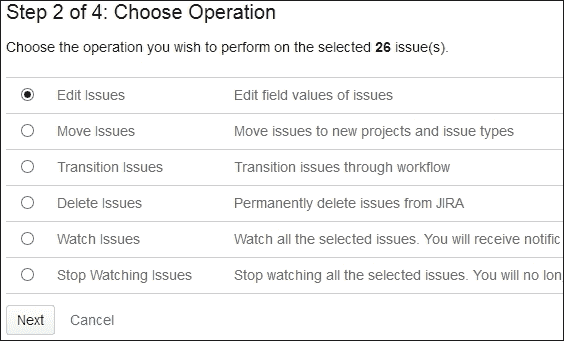 Step 2 of 4: Choose Operation
Choose the operation you wish to perform on the selected 26 issue(s).
Edit Issues Edit field values of issues
Move Issues Move issues to new projects and issue types
Transition Issues Transition issues through workflow
Delete Issues Permanently delete issues from JIRA
Watch Issues Watch all the selected issues. You will receive notific
Stop Watching Issues Stop watching all the selected issues. You will no lon
Next Cancel